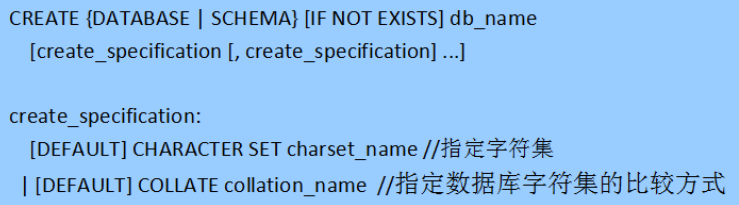 CREATE {DATABASE | SCHEMA} [IF NOT EXISTS] db_name
[create_specification [, create_specification] ...]
create_specification:
[DEFAULT] CHARACTER SET charset_name //指定字符集
| [DEFAULT] COLLATE collation_name //指定数据库字符集的比较方式